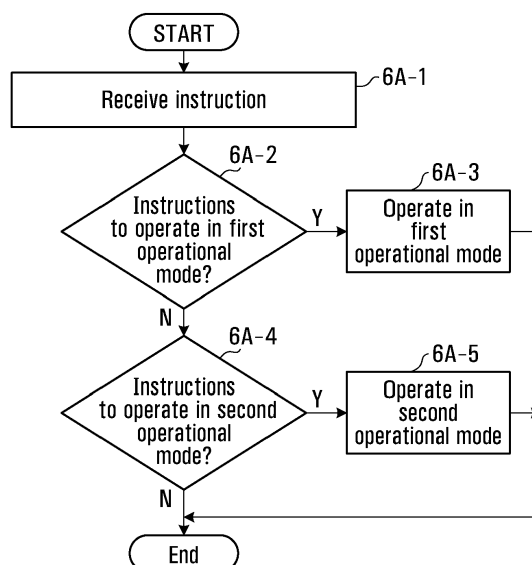 START
Receive instruction
6A-1
6A-2
Instructions
to operate in first
operational
mode?
Y
6A-3
Operate in
first
operational mode
N
6A-4
Instructions
to operate in second
operational
mode?
Y
6A-5
Operate in
second
operational mode
N
End